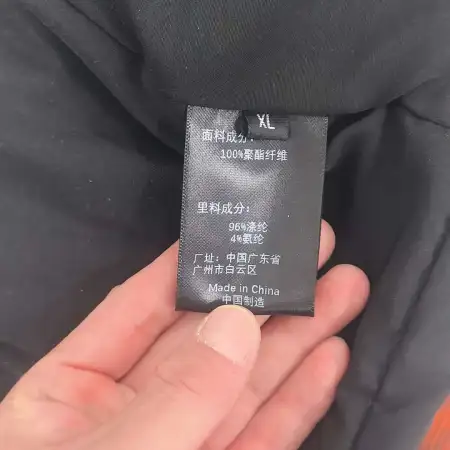 XL
面料成分:
100%聚酯纤维
里料成分:
96%涤纶
4%氨纶
厂址: 中国广东省
广州市白云区
Made in China
中国制造